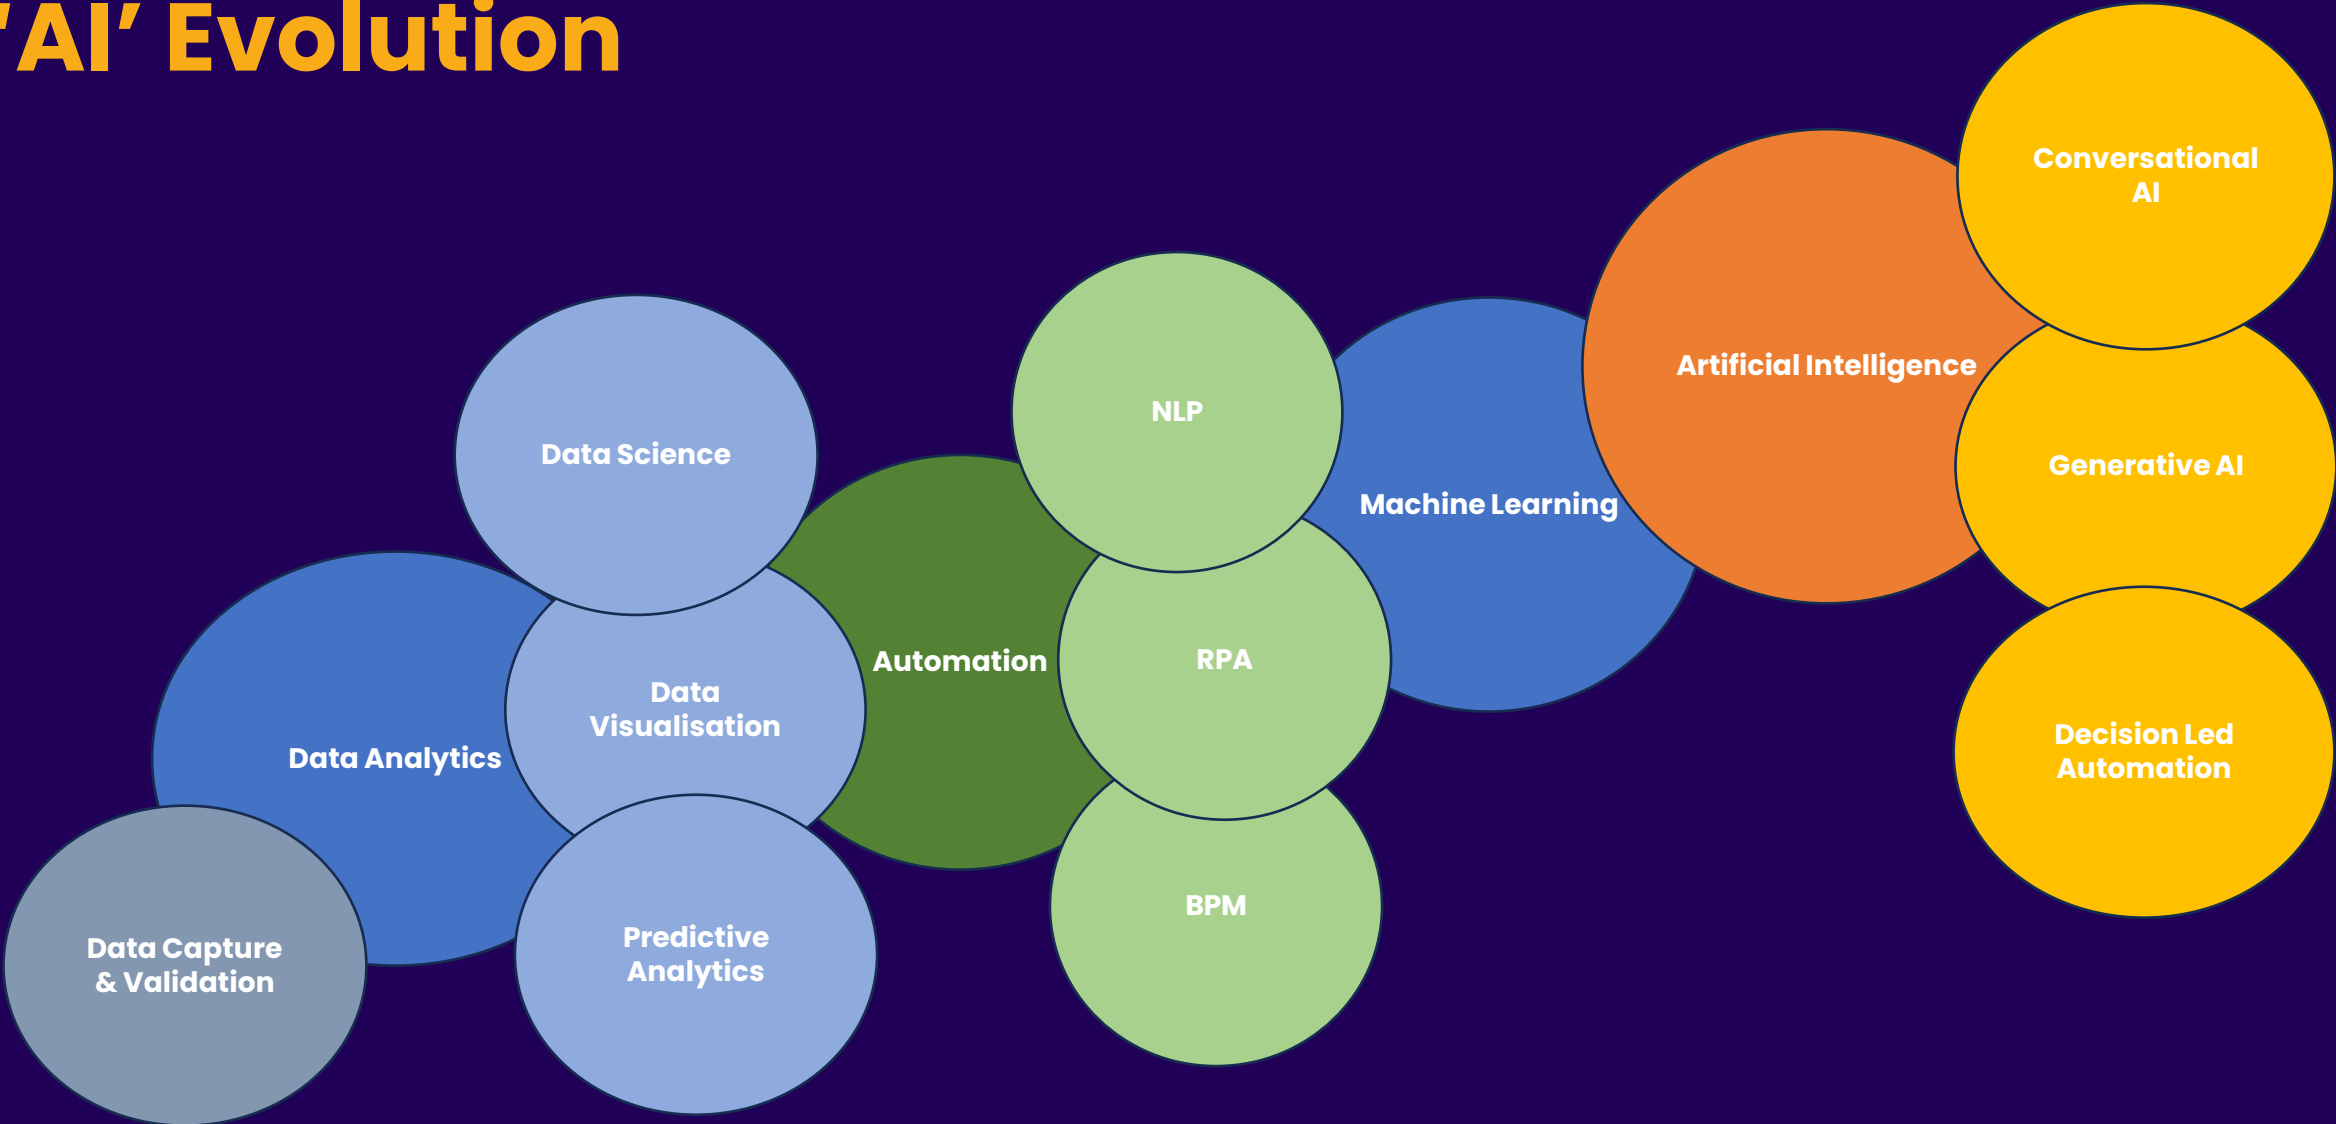 ‘AI’ Evolution
Data Capture
& Validation
Data Analytics
Data Science
Data
Visualisation
Predictive
Analytics
Automation
NLP
RPA
BPM
Machine Learning
Artificial Intelligence
Conversational
AI
Generative AI
Decision Led
Automation